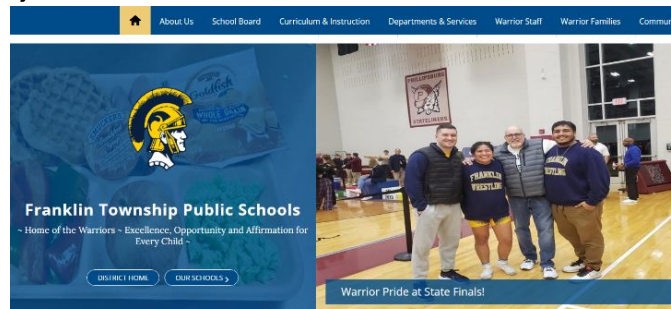 About Us School Board Curriculum & Instruction Departments & Services Warrior Staff Warrior Families Commun
Goldfish
WHOLE GRAIN
Franklin Township Public Schools
~ Home of the Warriors ~ Excellence, Opportunity and Affirmation for
Every Child ~
DISTRICT HOME OUR SCHOOLS
PHILLIPSBURG
STATELINERS
FRANKLIN
WRESTLING
FRANKLIN
WRESTLING
Warrior Pride at State Finals!